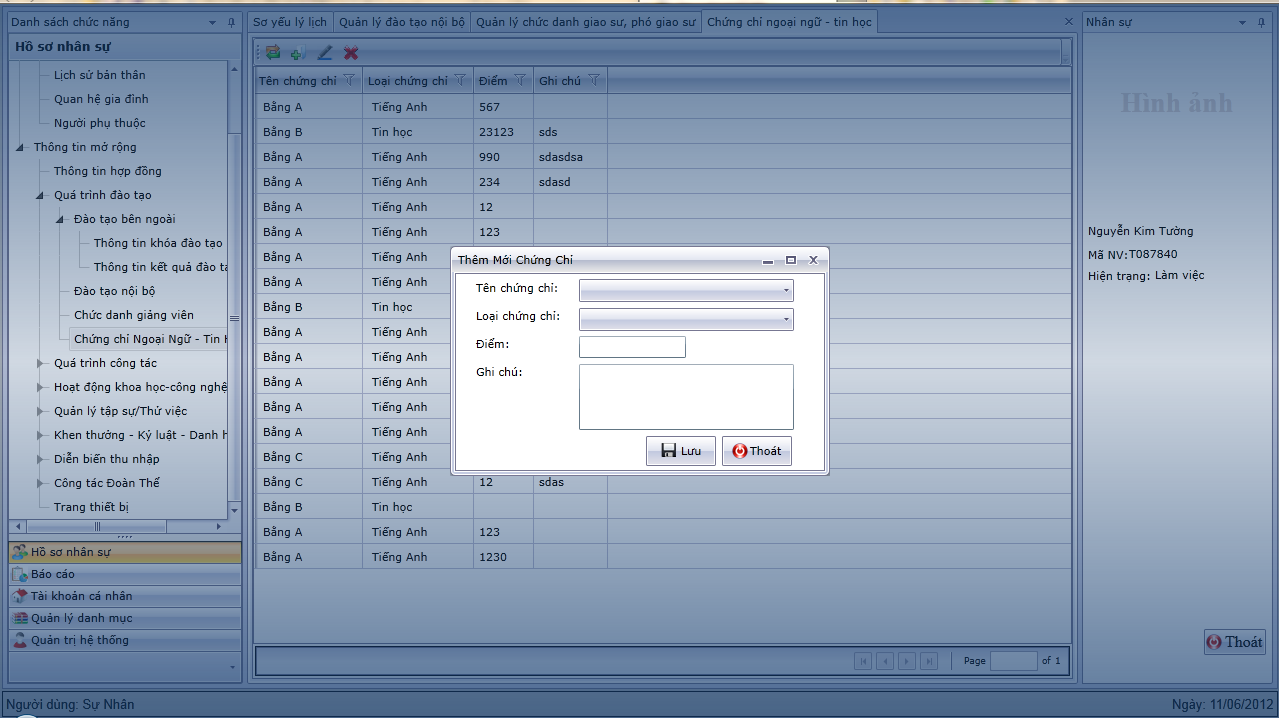 Danh sách chức năng
Hồ sơ nhân sự
Lịch sử bản thân
Quan hệ gia đình
Người phụ thuộc
Thông tin mở rộng
Thông tin hợp đồng
Quá trình đào tạo
Đào tạo bên ngoài
Thông tin khóa đào tạo
Thông tin kết quả đào tạ
Đào tạo nội bộ
Chức danh giảng viên
Chứng chỉ Ngoại Ngữ - Tin H
Quá trình công tác
Hoạt động khoa học-công nghệ
Quản lý tập sự/Thử việc
Khen thưởng - Kỷ luật - Danh h
Diễn biến thu nhập
Công tác Đoàn Thể
Trang thiết bị
Hồ sơ nhân sự
Báo cáo
Tài khoản cá nhân
Quản lý danh mục
Quản trị hệ thống
Sơ yếu lý lịch Quản lý đào tạo nội bộ Quản lý chức danh giao sư, phó giao sư Chứng chỉ ngoại ngữ - tin học
Tên chứng chỉ Loại chứng chỉ Điểm Ghi chú
Bằng A Tiếng Anh 567
Bằng B Tin học 23123 sds
Bằng A Tiếng Anh 990 sdasdsa
Bằng A Tiếng Anh 234 sdasd
Bằng A Tiếng Anh 12
Bằng A Tiếng Anh 123
Bằng A Tiếng Anh
Bằng A Tiếng Anh
Bằng B Tin học
Bằng A Tiếng Anh
Bằng A Tiếng Anh
Bằng A Tiếng Anh
Bằng A Tiếng Anh
Bằng A Tiếng Anh
Bằng C Tiếng Anh
Bằng C Tiếng Anh 12 sdas
Bằng B Tin học
Bằng A Tiếng Anh 123
Bằng A Tiếng Anh 1230
Thêm Mới Chứng Chỉ
Tên chứng chỉ:
Loại chứng chỉ:
Điểm:
Ghi chú:
Lưu Thoát
Page of 1
Nhân sự
Hình ảnh
Nguyễn Kim Tường
Mã NV:T087840
Hiện trạng: Làm việc
Thoát
Người dùng: Sự Nhân
Ngày: 11/06/2012